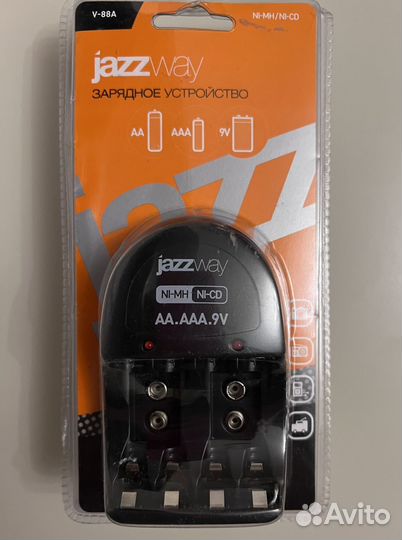 V-88A
NI-MH/NI-CD
jazzway
ЗАРЯДНОЕ УСТРОЙСТВО
AA
AAA
9V
jazz
jazzway
NI-MH NI-CD
AA.AAA.9V
Avito